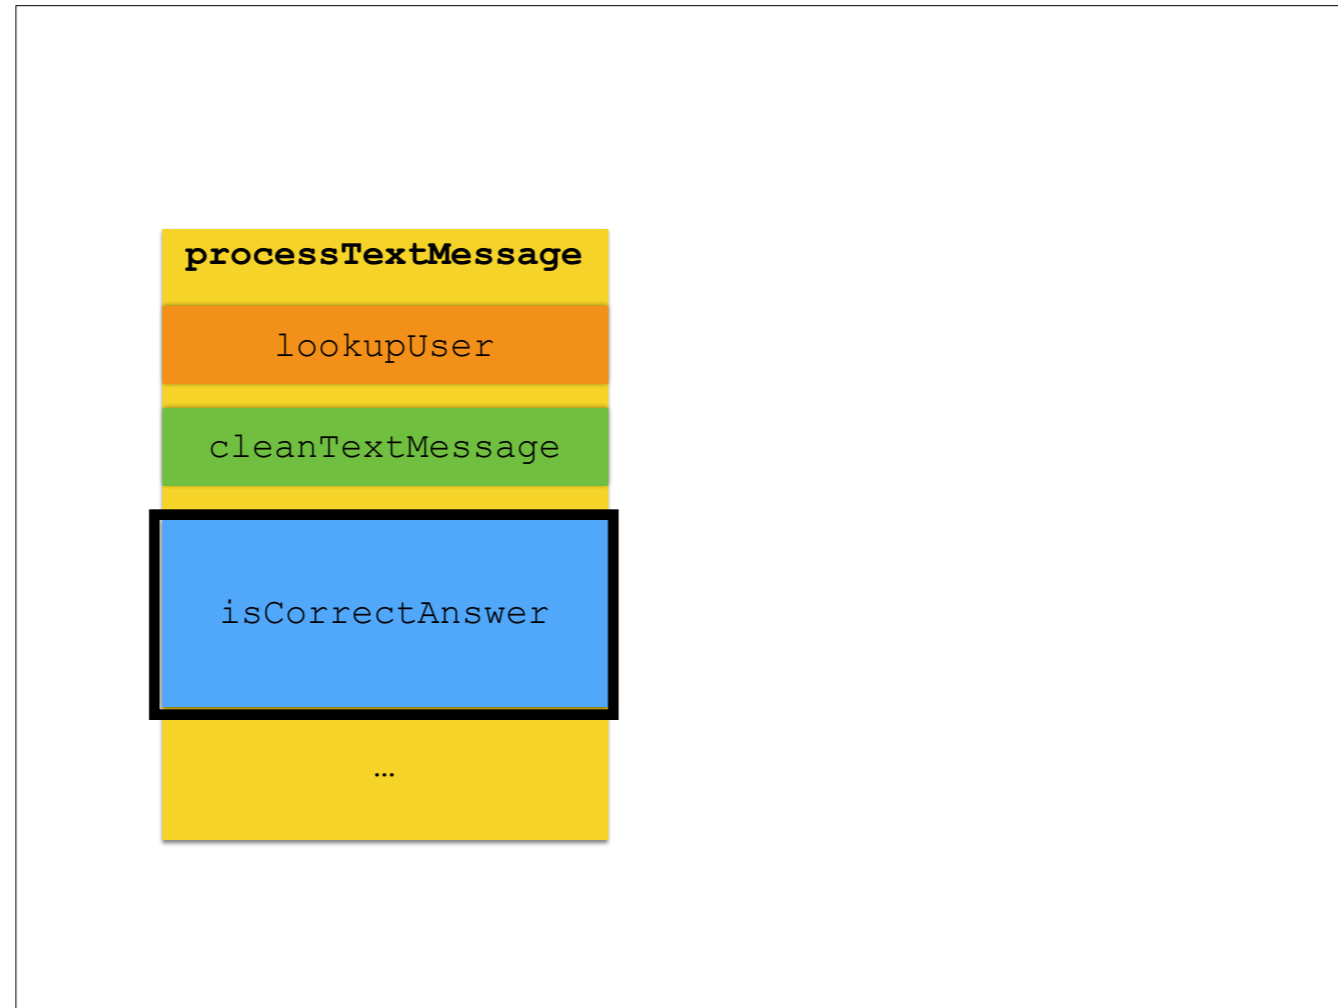 processTextMessage
lookupUser
cleanTextMessage
isCorrectAnswer
…